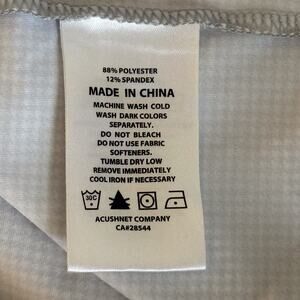 88% POLYESTER
12% SPANDEX
MADE IN CHINA
MACHINE WASH COLD
WASH DARK COLORS
SEPARATELY.
DO NOT BLEACH
DO NOT USE FABRIC
SOFTENERS.
TUMBLE DRY LOW
REMOVE IMMEDIATELY
COOL IRON IF NECESSARY
30C
ACUSHNET COMPANY
CA#28544